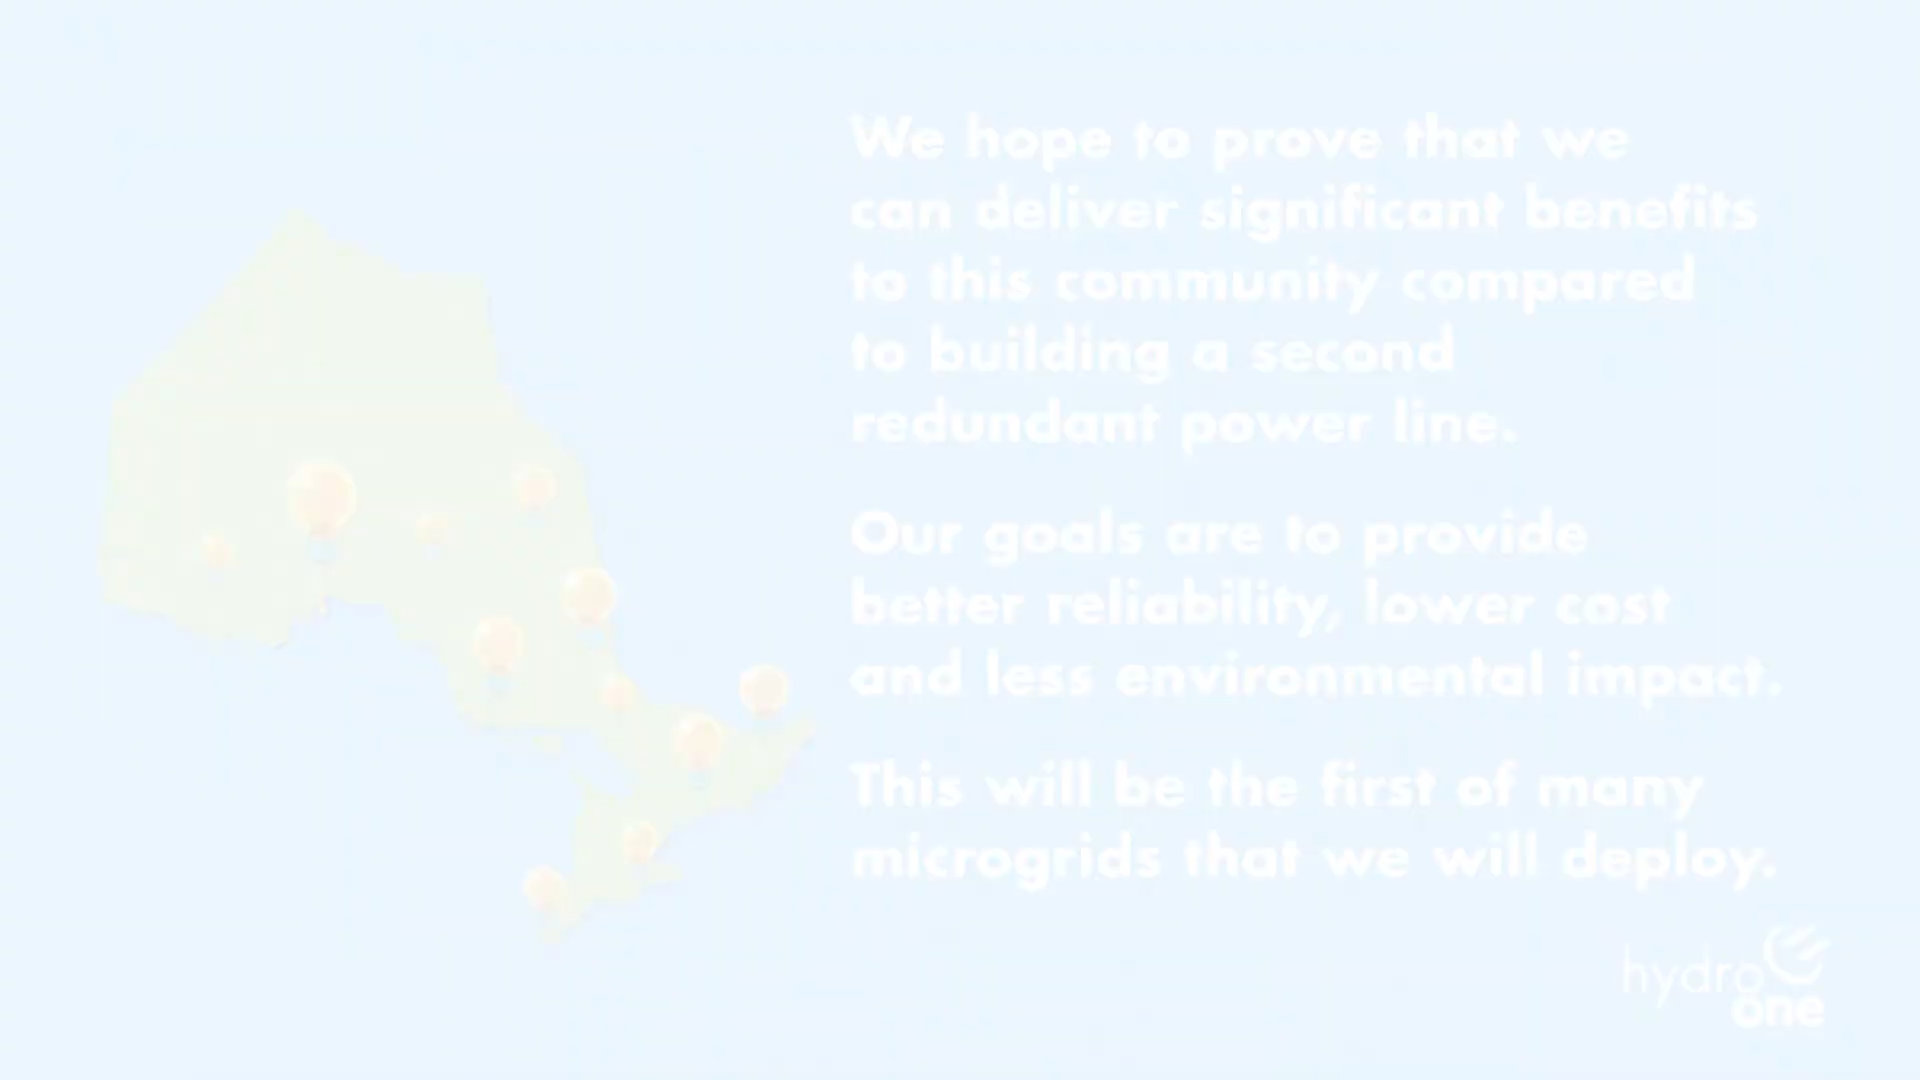 We hope to prove that we
can deliver significant benefits
to this community compared
to building a second
redundant power line.
Our goals are to provide
better reliability, lower cost
and less environmental impact.
This will be the first of many
microgrids that we will deploy.
hydro
one